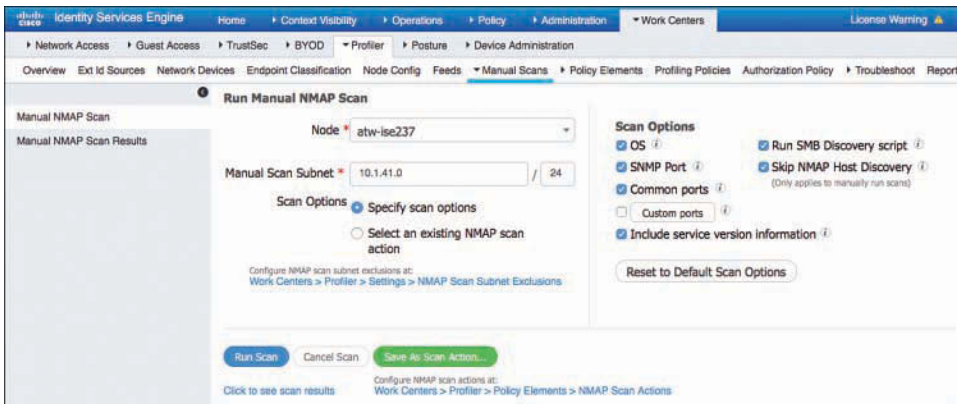 cisco Identity Services Engine Home Context Visibility Operations Policy Administration Work Centers License Warning
Network Access Guest Access TrustSec BYOD Profiler Posture Device Administration
Overview Ext Id Sources Network Devices Endpoint Classification Node Config Feeds Manual Scans Policy Elements Profiling Policies Authorization Policy Troubleshoot Report
Manual NMAP Scan
Manual NMAP Scan Results
Run Manual NMAP Scan
Node * atw-ise237
Manual Scan Subnet * 10.1.41.0 / 24
Scan Options Specify scan options
Select an existing NMAP scan
action
Configure NMAP scan subnet exclusions at:
Work Centers > Profiler > Settings > NMAP Scan Subnet Exclusions
Scan Options
OS
SNMP Port
Common ports
Custom ports
Include service version information
Run SMB Discovery script
Skip NMAP Host Discovery
(Only applies to manually run scans)
Reset to Default Scan Options
Run Scan Cancel Scan Save As Scan Action...
Click to see scan results
Configure NMAP scan actions at:
Work Centers > Profiler > Policy Elements > NMAP Scan Actions